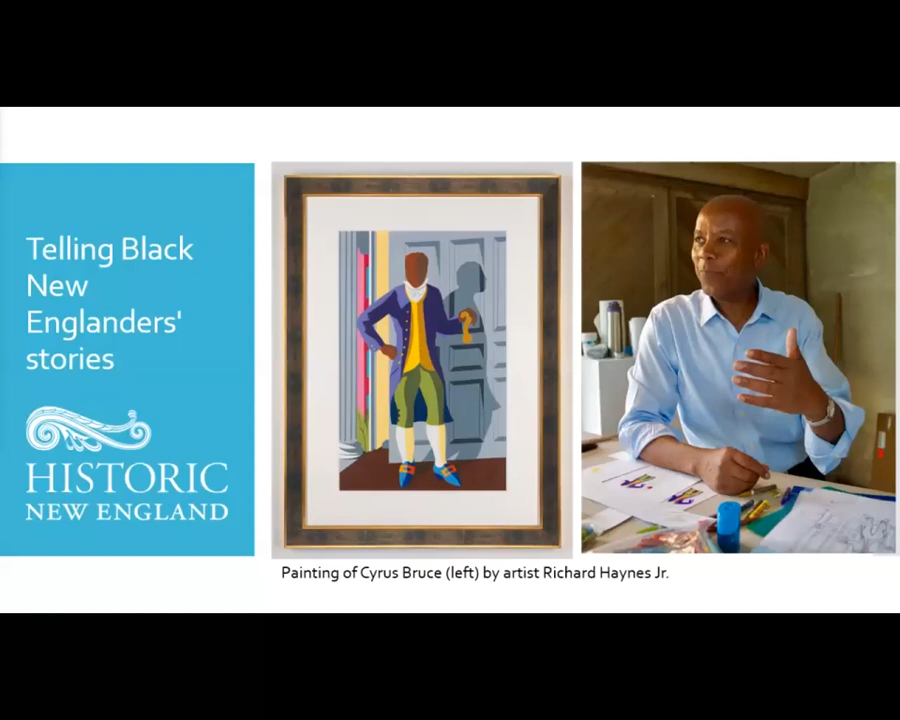 Telling Black
New
Englanders'
stories
HISTORIC
NEW ENGLAND
Painting of Cyrus Bruce (left) by artist Richard Haynes Jr.